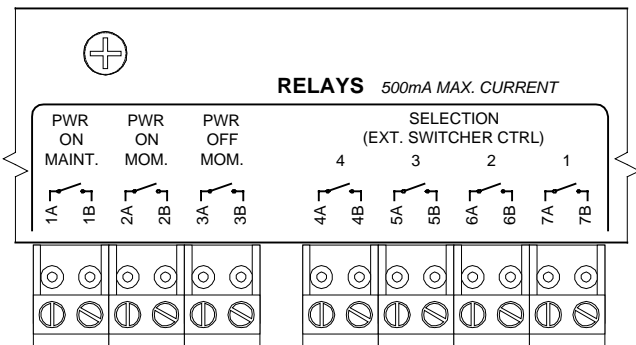 RELAYS 500mA MAX. CURRENT
PWR ON MAINT.
PWR ON MOM.
PWR OFF MOM.
SELECTION
(EXT. SWITCHER CTRL)
4 3 2 1
1A 1B 2A 2B 3A 3B 4A 4B 5A 5B 6A 6B 7A 7B